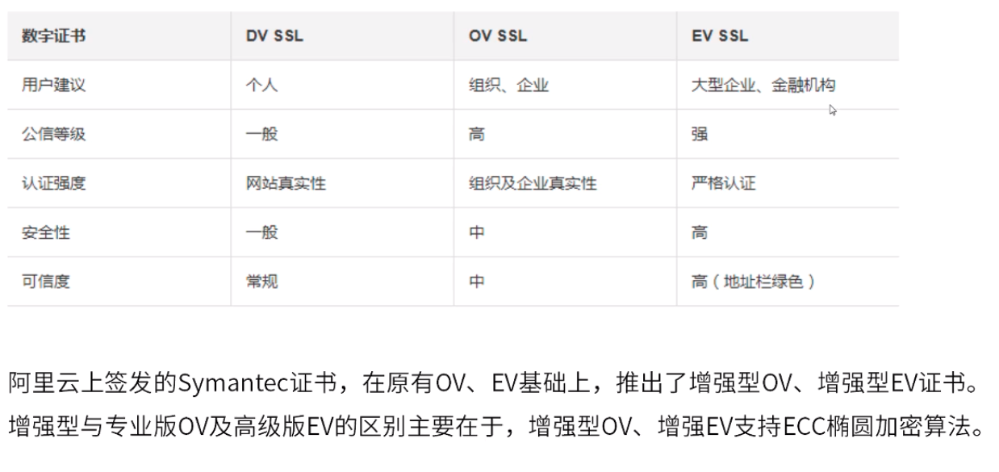 数字证书 DV SSL OV SSL EV SSL
用户建议 个人 组织、企业 大型企业、金融机构
公信等级 一般 高 强
认证强度 网站真实性 组织及企业真实性 严格认证
安全性 一般 中 高
可信度 常规 中 高（地址栏绿色）
阿里云上签发的Symantec证书，在原有OV、EV基础上，推出了增强型OV、增强型EV证书。
增强型与专业版OV及高级版EV的区别主要在于，增强型OV、增强EV支持ECC椭圆加密算法。